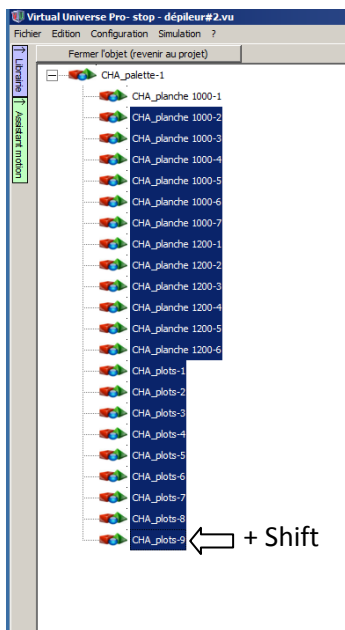 Virtual Universe Pro- stop - dépileur#2.vu
Fichier Edition Configuration Simulation ?
Fermer l'objet (revenir au projet)
↑ Librairie
↑ Assistant motion
CHA_palette-1
CHA_planche 1000-1
CHA_planche 1000-2
CHA_planche 1000-3
CHA_planche 1000-4
CHA_planche 1000-5
CHA_planche 1000-6
CHA_planche 1000-7
CHA_planche 1200-1
CHA_planche 1200-2
CHA_planche 1200-3
CHA_planche 1200-4
CHA_planche 1200-5
CHA_planche 1200-6
CHA_plots-1
CHA_plots-2
CHA_plots-3
CHA_plots-4
CHA_plots-5
CHA_plots-6
CHA_plots-7
CHA_plots-8
CHA_plots-9 + Shift